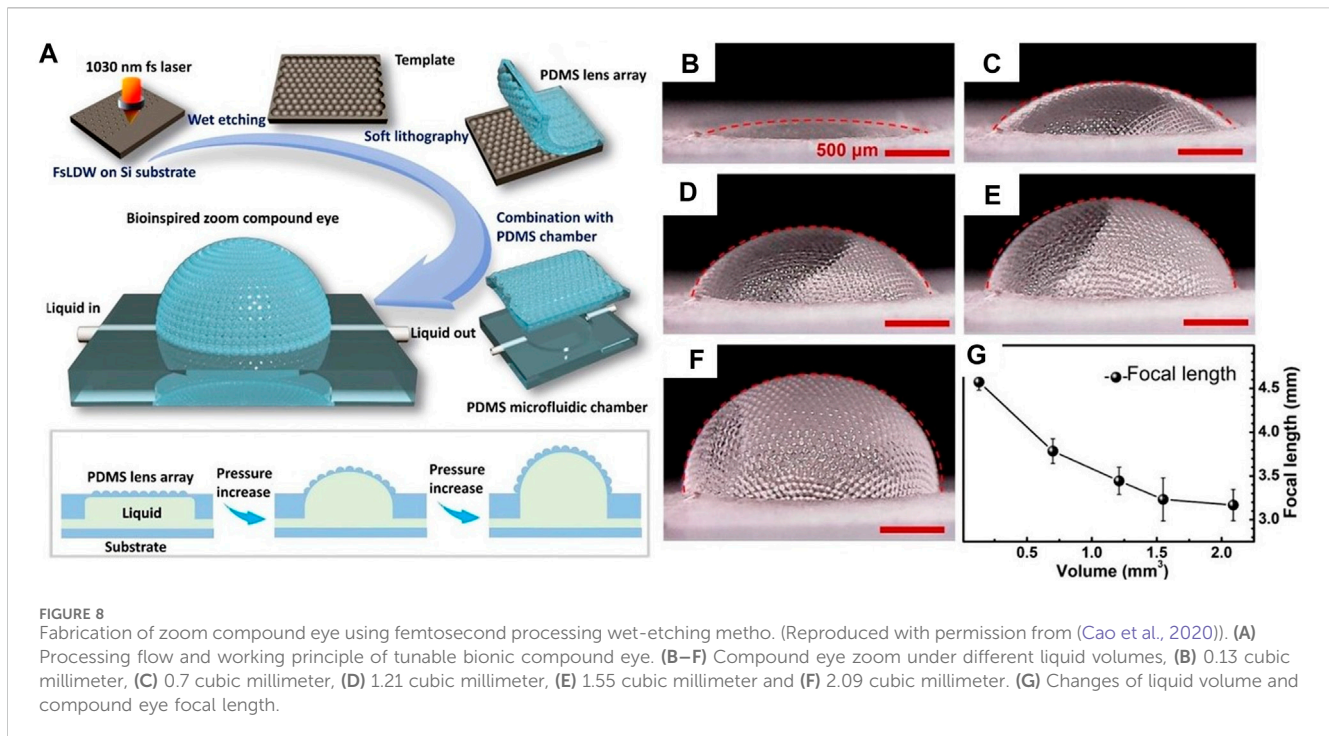 A
1030 nm fs laser
Template
PDMS lens array
Wet etching
Soft lithography
FsLDW on Si substrate
Bioinspired zoom compound eye
Combination with
PDMS chamber
Liquid in
Liquid out
PDMS microfluidic chamber
PDMS lens array
Pressure
increase
Pressure
increase
Liquid
Substrate
B
500 µm
C
D
E
F
G
Focal length
4.5
4.0
3.5
3.0
Focal length (mm)
0.5 1.0 1.5 2.0
Volume (mm³)
FIGURE 8
Fabrication of zoom compound eye using femtosecond processing wet-etching metho. (Reproduced with permission from (Cao et al., 2020)). (A)
Processing flow and working principle of tunable bionic compound eye. (B–F) Compound eye zoom under different liquid volumes, (B) 0.13 cubic
millimeter, (C) 0.7 cubic millimeter, (D) 1.21 cubic millimeter, (E) 1.55 cubic millimeter and (F) 2.09 cubic millimeter. (G) Changes of liquid volume and
compound eye focal length.